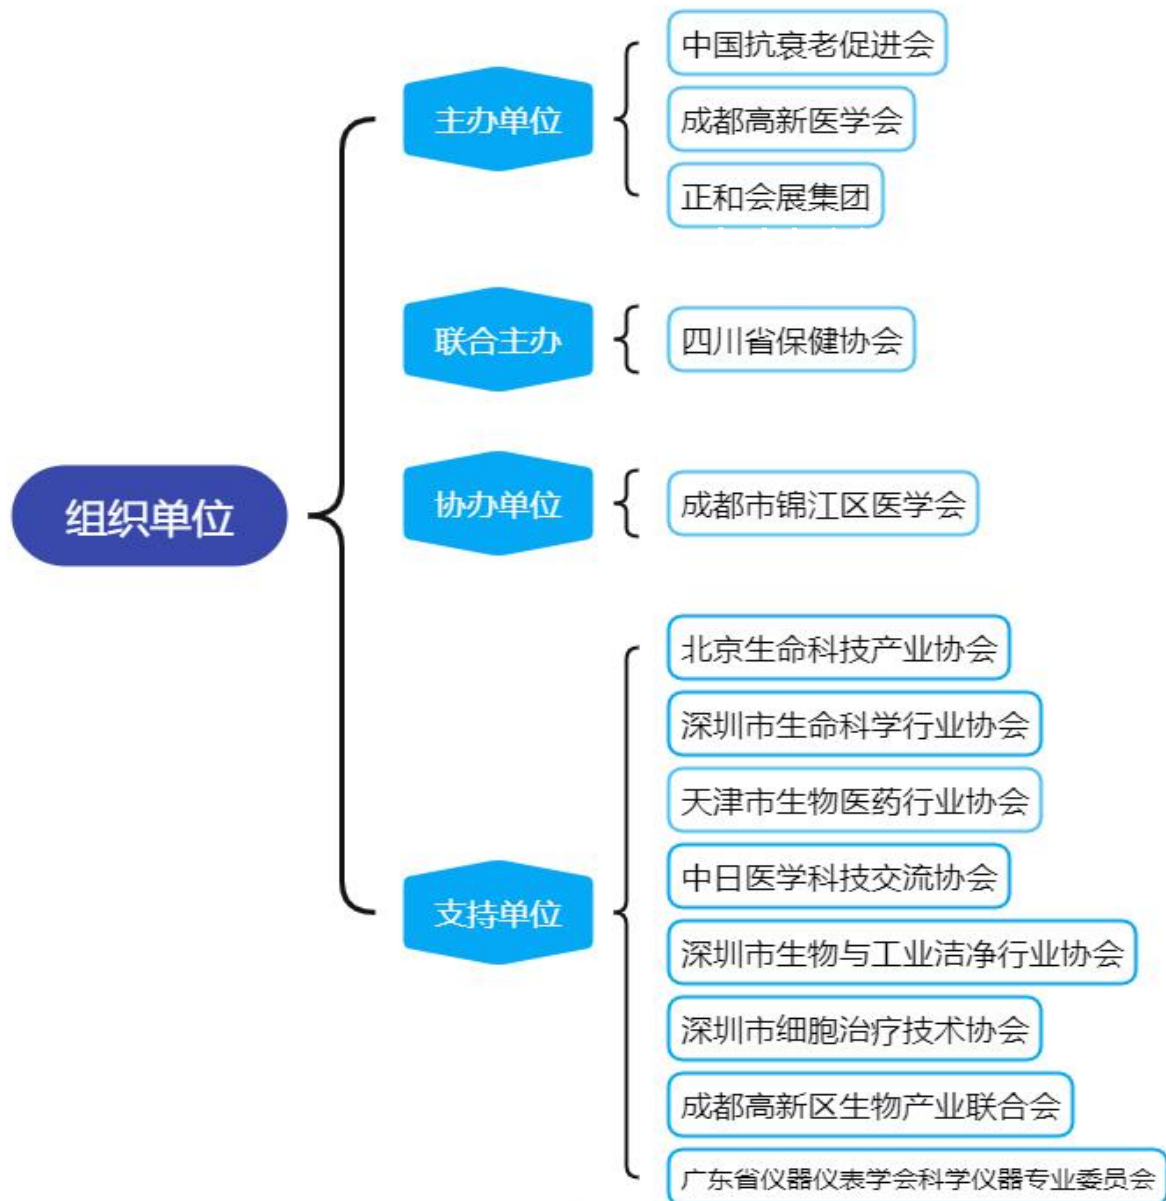 组织单位
主办单位
中国抗衰老促进会
成都高新医学会
正和会展集团
联合主办
四川省保健协会
协办单位
成都市锦江区医学会
支持单位
北京生命科技产业协会
深圳市生命科学行业协会
天津市生物医药行业协会
中日医学科技交流协会
深圳市生物与工业洁净行业协会
深圳市细胞治疗技术协会
成都高新区生物产业联合会
广东省仪器仪表学会科学仪器专业委员会